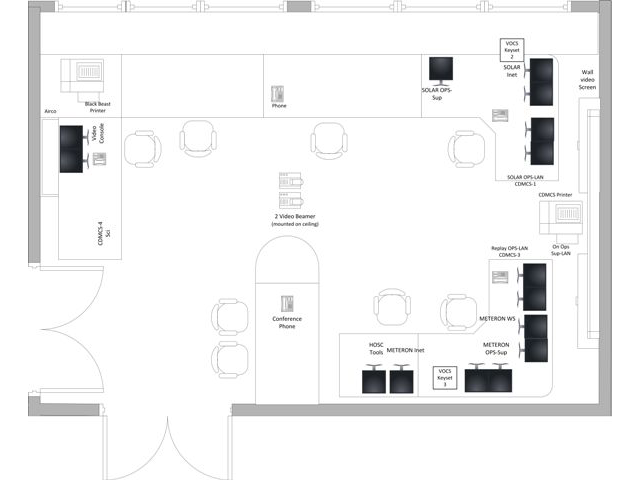 VOCS
Keyset
2
SOLAR
Inet
Wall
video
Screen
SOLAR OPS-
Sup
Black Beast
Printer
Airco
Phone
Video
Console
CDMCS-4
Sci
SOLAR OPS-LAN
CDMCS-1
CDMCS Printer
2 Video Beamer
(mounted on ceiling)
On Ops
Sup-LAN
Replay OPS-LAN
CDMCS-3
Conference
Phone
METERON WS
HOSC
Tools
METERON Inet
METERON
OPS-Sup
VOCS
Keyset
3